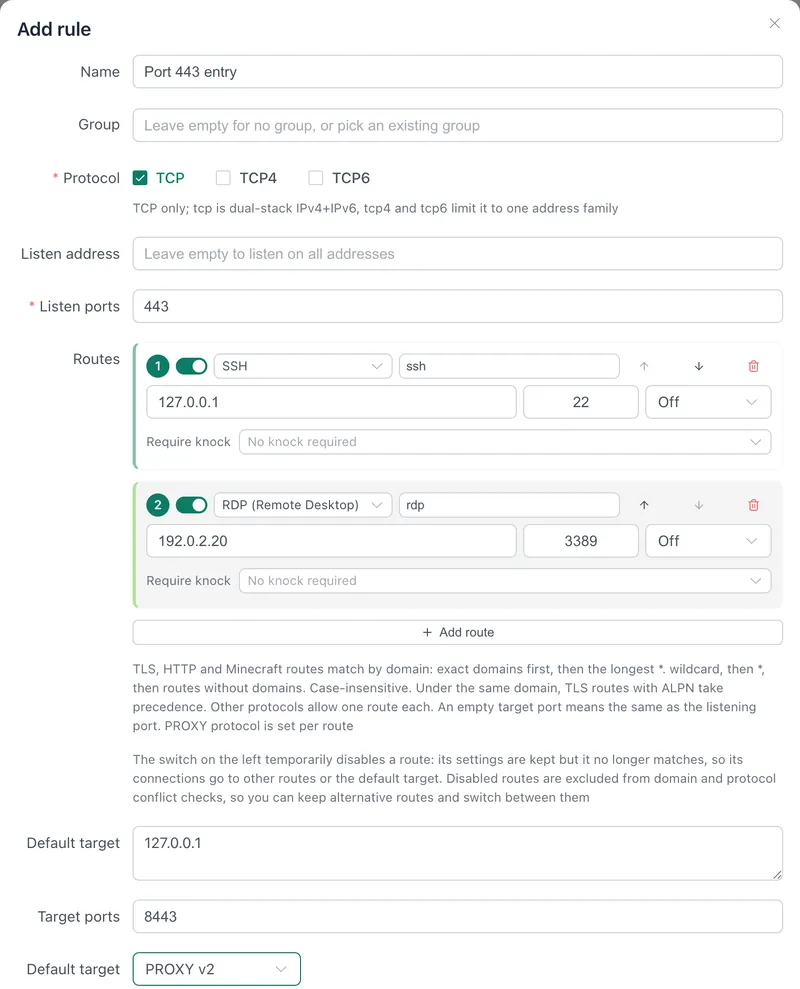 Add rule
Name
Port 443 entry
Group
Leave empty for no group, or pick an existing group
* Protocol
TCP
TCP4
TCP6
TCP only; tcp is dual-stack IPv4+IPv6, tcp4 and tcp6 limit it to one address family
Listen address
Leave empty to listen on all addresses
* Listen ports
443
Routes
1
SSH
ssh
127.0.0.1
22
Off
Require knock
No knock required
2
RDP (Remote Desktop)
rdp
192.0.2.20
3389
Off
Require knock
No knock required
+ Add route
TLS, HTTP and Minecraft routes match by domain: exact domains first, then the longest *. wildcard, then *,
then routes without domains. Case-insensitive. Under the same domain, TLS routes with ALPN take
precedence. Other protocols allow one route each. An empty target port means the same as the listening
port. PROXY protocol is set per route
The switch on the left temporarily disables a route: its settings are kept but it no longer matches, so its
connections go to other routes or the default target. Disabled routes are excluded from domain and protocol
conflict checks, so you can keep alternative routes and switch between them
Default target
127.0.0.1
Target ports
8443
Default target
PROXY v2